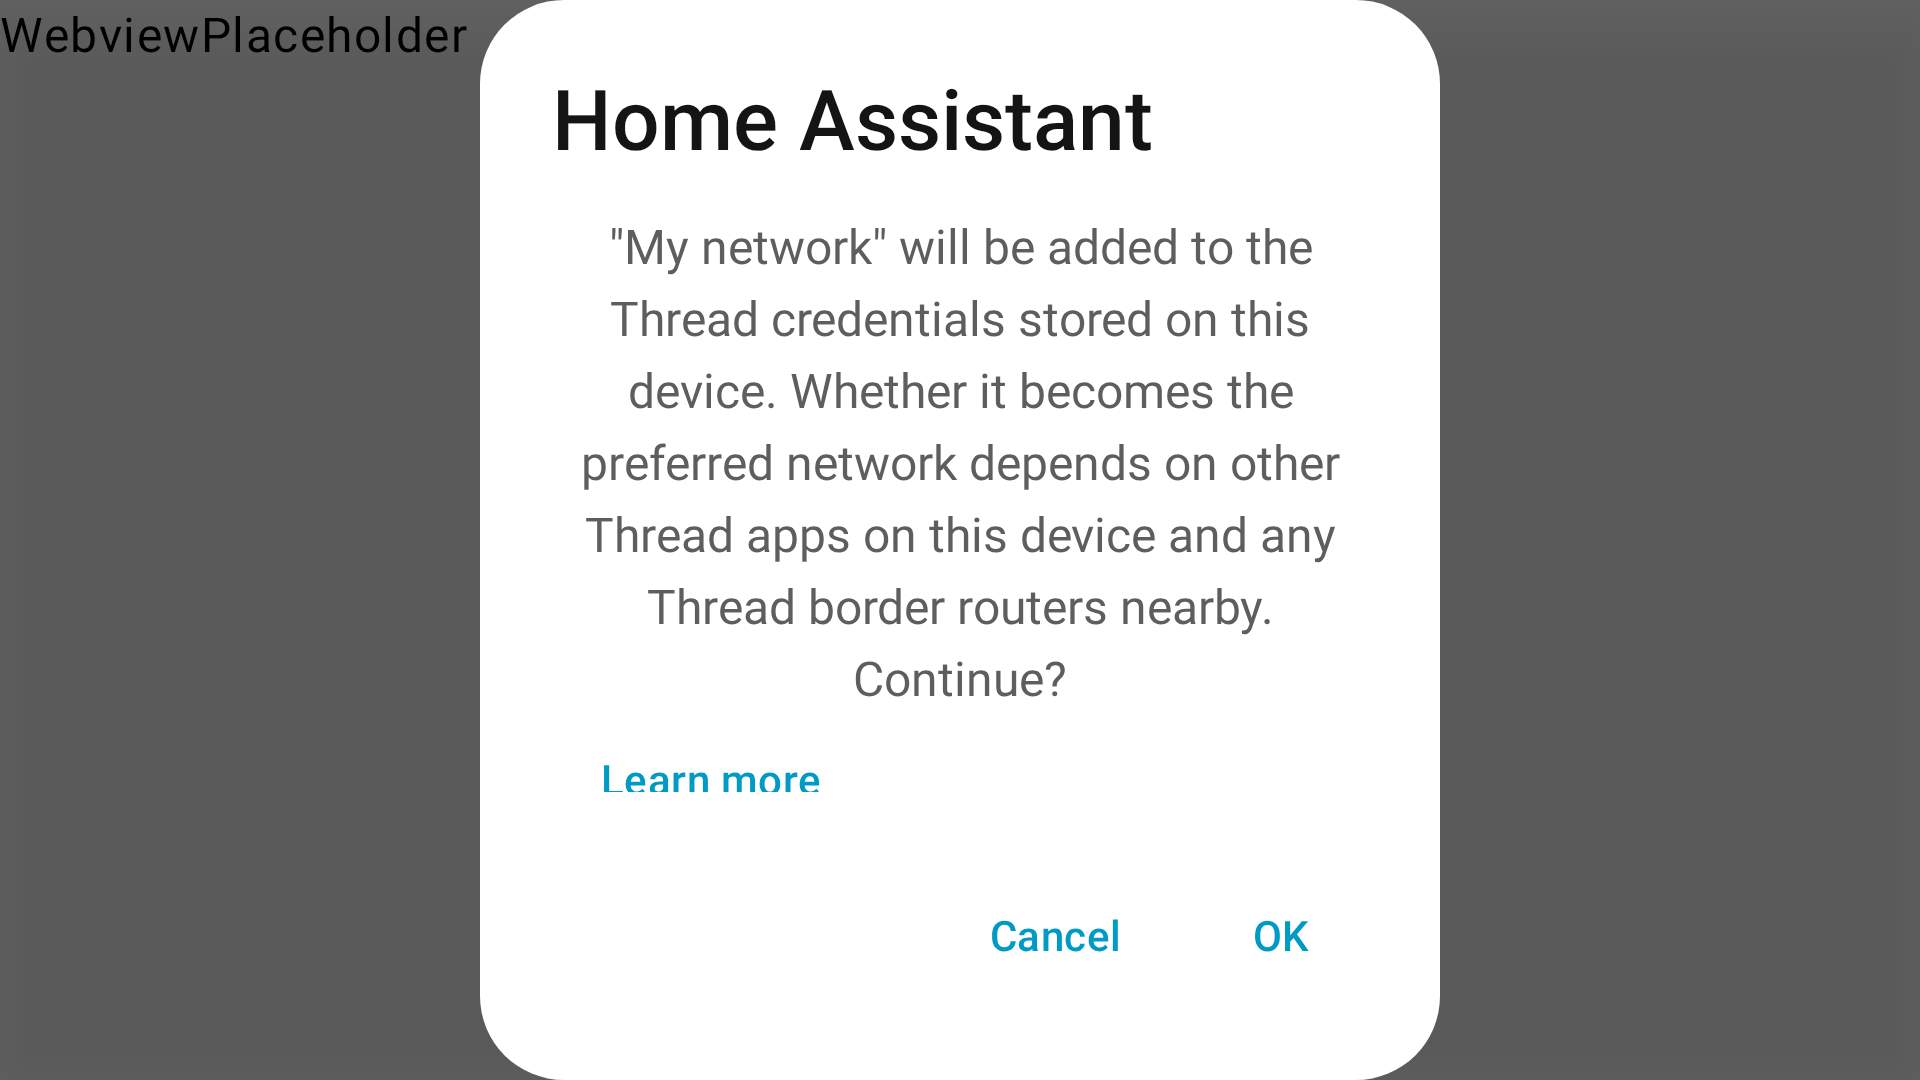 WebviewPlaceholder
Home Assistant
"My network" will be added to the
Thread credentials stored on this
device. Whether it becomes the
preferred network depends on other
Thread apps on this device and any
Thread border routers nearby.
Continue?
Learn more
Cancel OK